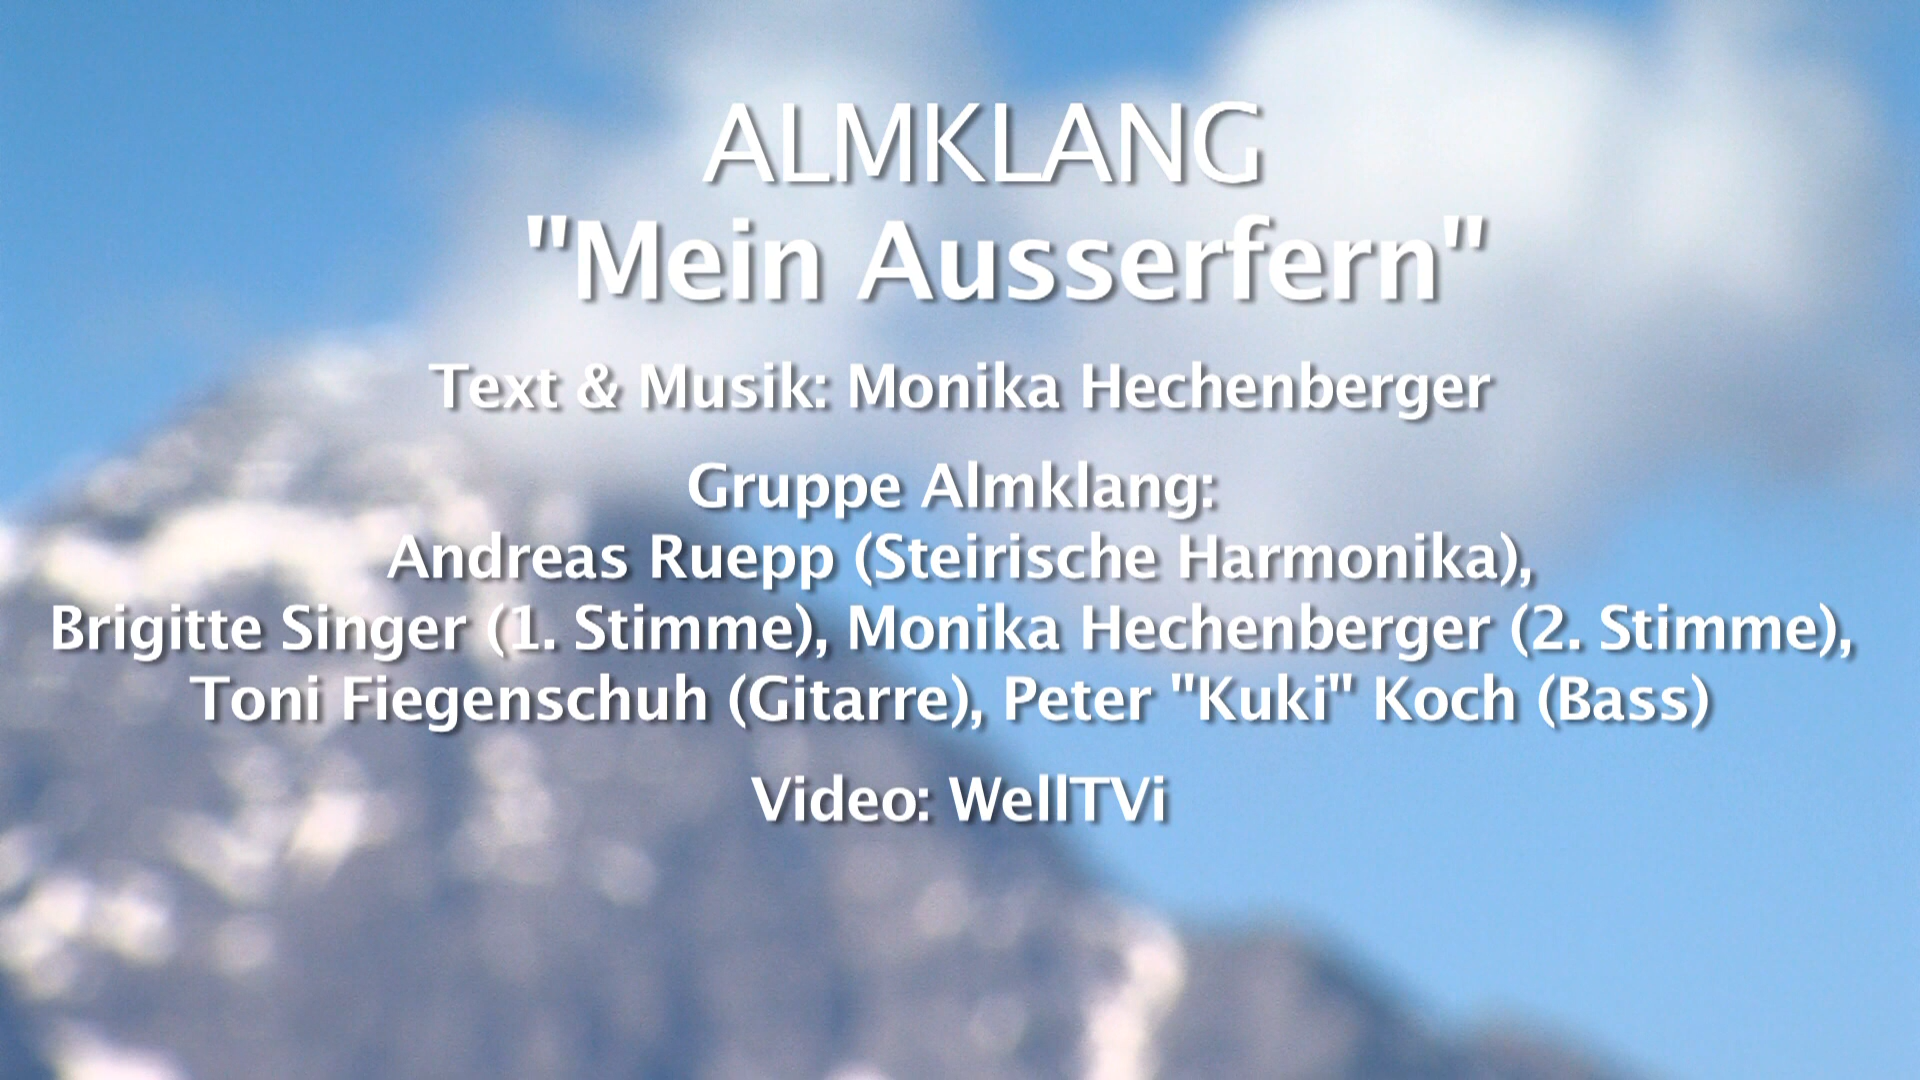 ALMKLANG
"Mein Ausserfern"
Text & Musik: Monika Hechenberger
Gruppe Almklang:
Andreas Ruepp (Steirische Harmonika),
Brigitte Singer (1. Stimme), Monika Hechenberger (2. Stimme),
Toni Fiegenschuh (Gitarre), Peter "Kuki" Koch (Bass)
Video: WellTVi